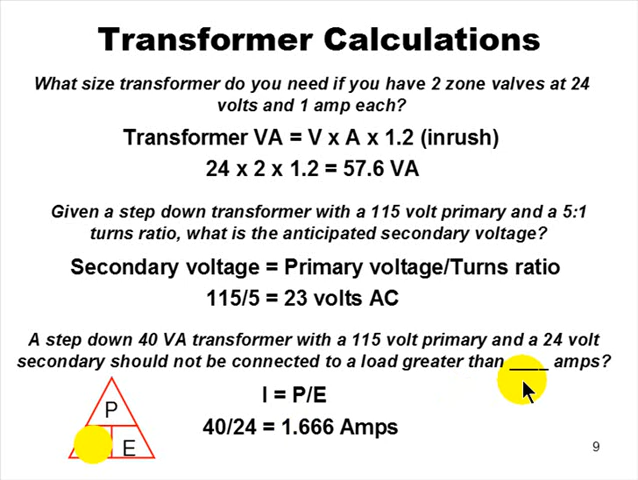 Transformer Calculations
What size transformer do you need if you have 2 zone valves at 24
volts and 1 amp each?
Transformer VA = V x A x 1.2 (inrush)
24 x 2 x 1.2 = 57.6 VA
Given a step down transformer with a 115 volt primary and a 5:1
turns ratio, what is the anticipated secondary voltage?
Secondary voltage = Primary voltage/Turns ratio
115/5 = 23 volts AC
A step down 40 VA transformer with a 115 volt primary and a 24 volt
secondary should not be connected to a load greater than ____ amps?
I = P/E
40/24 = 1.666 Amps
P
E
9